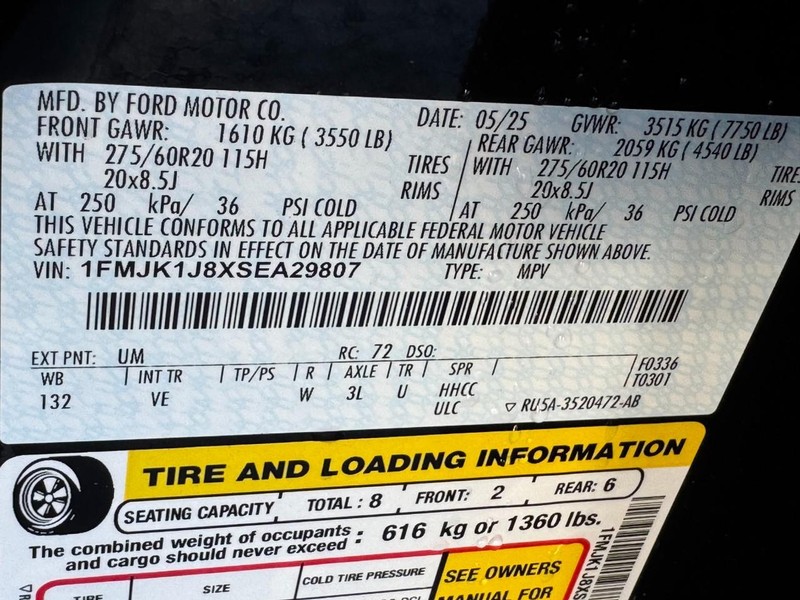 MFD. BY FORD MOTOR CO. DATE: 05/25 GVWR: 3515 KG ( 7750 LB)
FRONT GAWR: 1610 KG ( 3550 LB) REAR GAWR: 2059 KG ( 4540 LB)
WITH 275/60R20 115H TIRES WITH 275/60R20 115H TIRE
20x8.5J RIMS 20x8.5J RIMS
AT 250 kPa/ 36 PSI COLD AT 250 kPa/ 36 PSI COLD
THIS VEHICLE CONFORMS TO ALL APPLICABLE FEDERAL MOTOR VEHICLE
SAFETY STANDARDS IN EFFECT ON THE DATE OF MANUFACTURE SHOWN ABOVE.
VIN: 1FMJK1J8XSEA29807 TYPE: MPV
EXT PNT: UM RC: 72 DSO:
WB INT TR TP/PS R AXLE TR SPR F0336
132 VE W 3L U HHCC T0301
ULC ▽ RU5A-3520472-AB
TIRE AND LOADING INFORMATION
SEATING CAPACITY TOTAL : 8 FRONT: 2 REAR: 6
The combined weight of occupants : 616 kg or 1360 lbs.
and cargo should never exceed
TIRE SIZE COLD TIRE PRESSURE SEE OWNERS
MANUAL FOR
1FMJK1J8XS